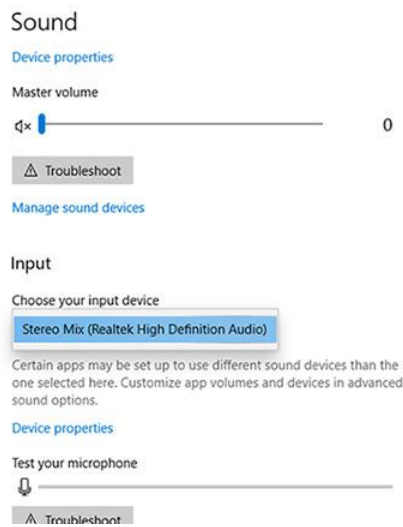 Sound
Device properties
Master volume
0
Troubleshoot
Manage sound devices
Input
Choose your input device
Stereo Mix (Realtek High Definition Audio)
Certain apps may be set up to use different sound devices than the
one selected here. Customize app volumes and devices in advanced
sound options.
Device properties
Test your microphone
Troubleshoot